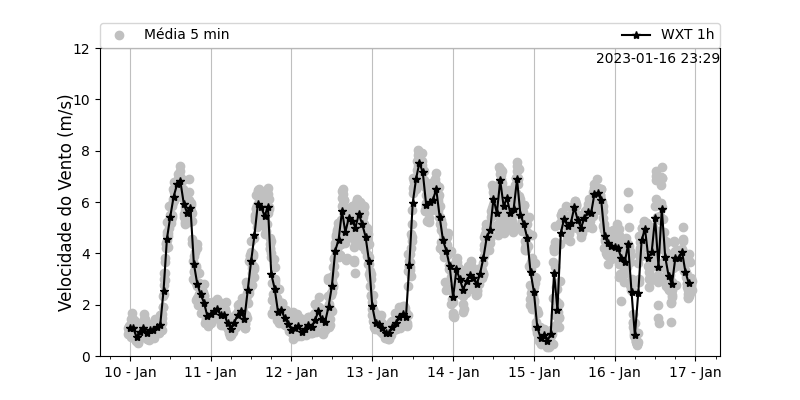 Média 5 min WXT 1h
2023-01-16 23:29
Velocidade do Vento (m/s)
12
10
8
6
4
2
0
10 - Jan 11 - Jan 12 - Jan 13 - Jan 14 - Jan 15 - Jan 16 - Jan 17 - Jan